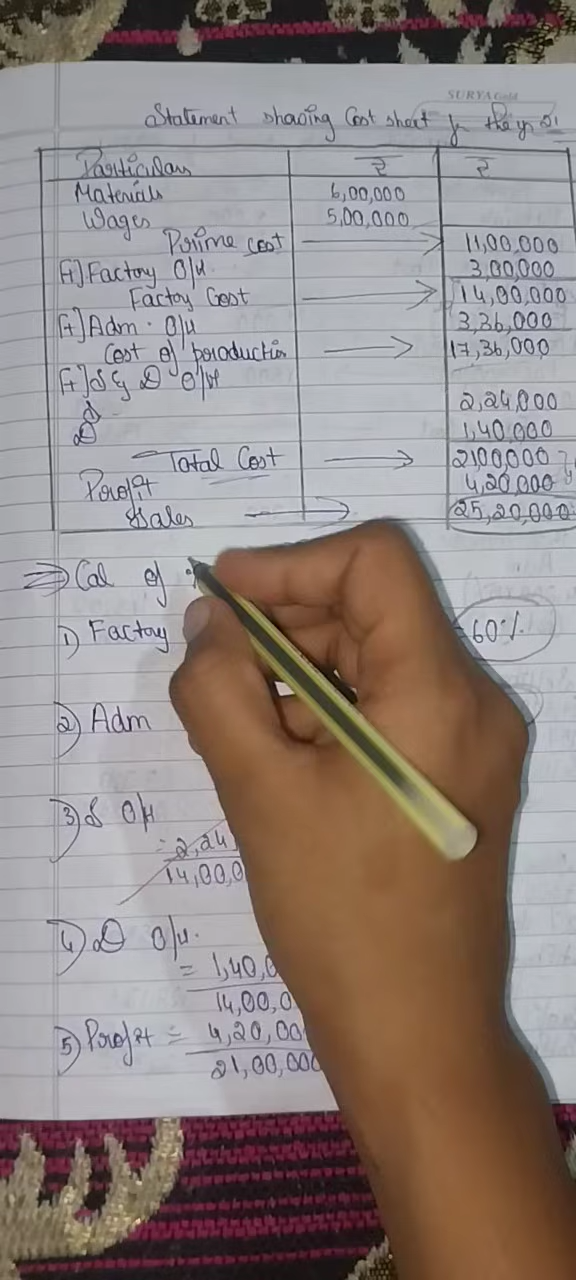 SURYA Gold
Statement showing Cost sheet for the yr
Particulars ₹ ₹
Materials 6,00,000
Wages 5,00,000
Prime cost 11,00,000
[+] Factory O/H 3,00,000
Factory Cost 14,00,000
[+] Adm. O/H 3,36,000
Cost of production 17,36,000
[+] S & D O/H
S 2,24,000
D 1,40,000
Total Cost 2100,000
Profit 4,20,000
Sales 25,20,000
⇒ Cal of
1) Factory =60%
2) Adm
3) S O/H
= 2,24
14,00,0
4) D O/H.
= 1,40,0
14,00,0
5) Profit = 4,20,00
21,00,000